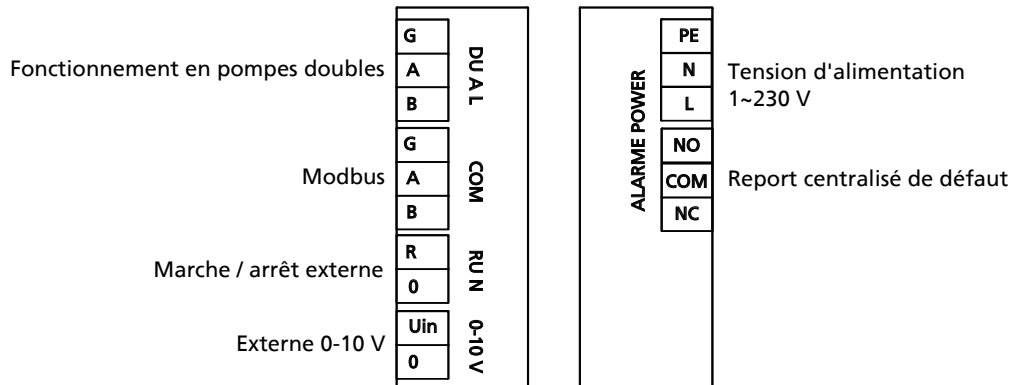 Fonctionnement en pompes doubles
G
A
B
DUAL
Modbus
G
A
B
COM
Marche / arrêt externe
R
0
RUN
Externe 0-10 V
Uin
0
0-10 V
ALARME POWER
PE
N
L
Tension d'alimentation
1~230 V
NO
COM
NC
Report centralisé de défaut